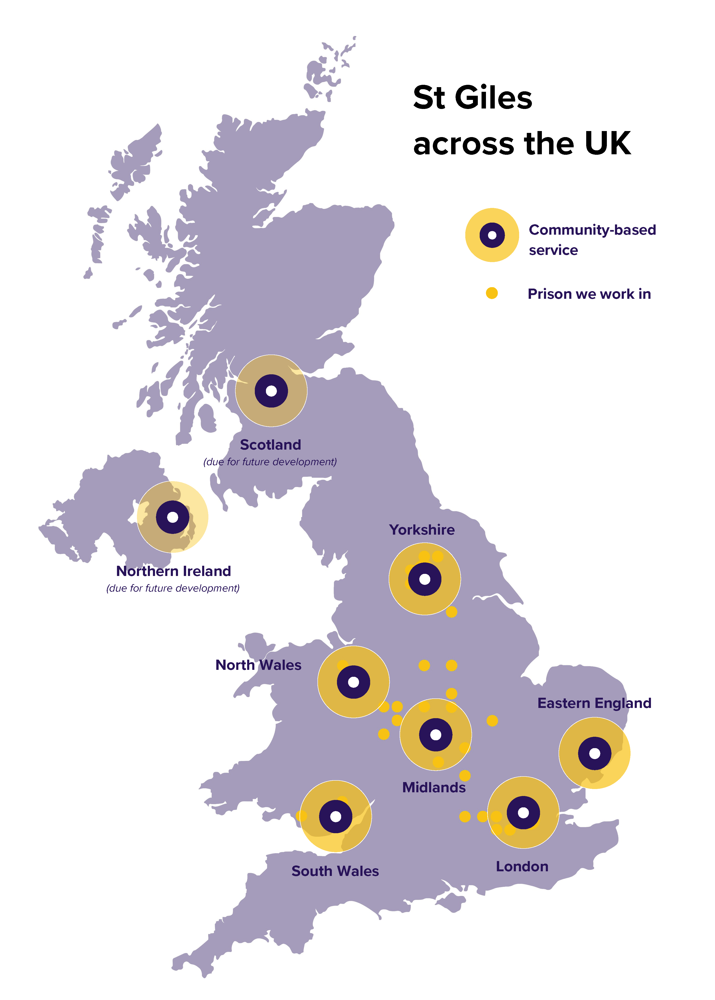 St Giles
across the UK
Community-based
service
Prison we work in
Scotland
(due for future development)
Northern Ireland
(due for future development)
Yorkshire
North Wales
Eastern England
Midlands
South Wales
London